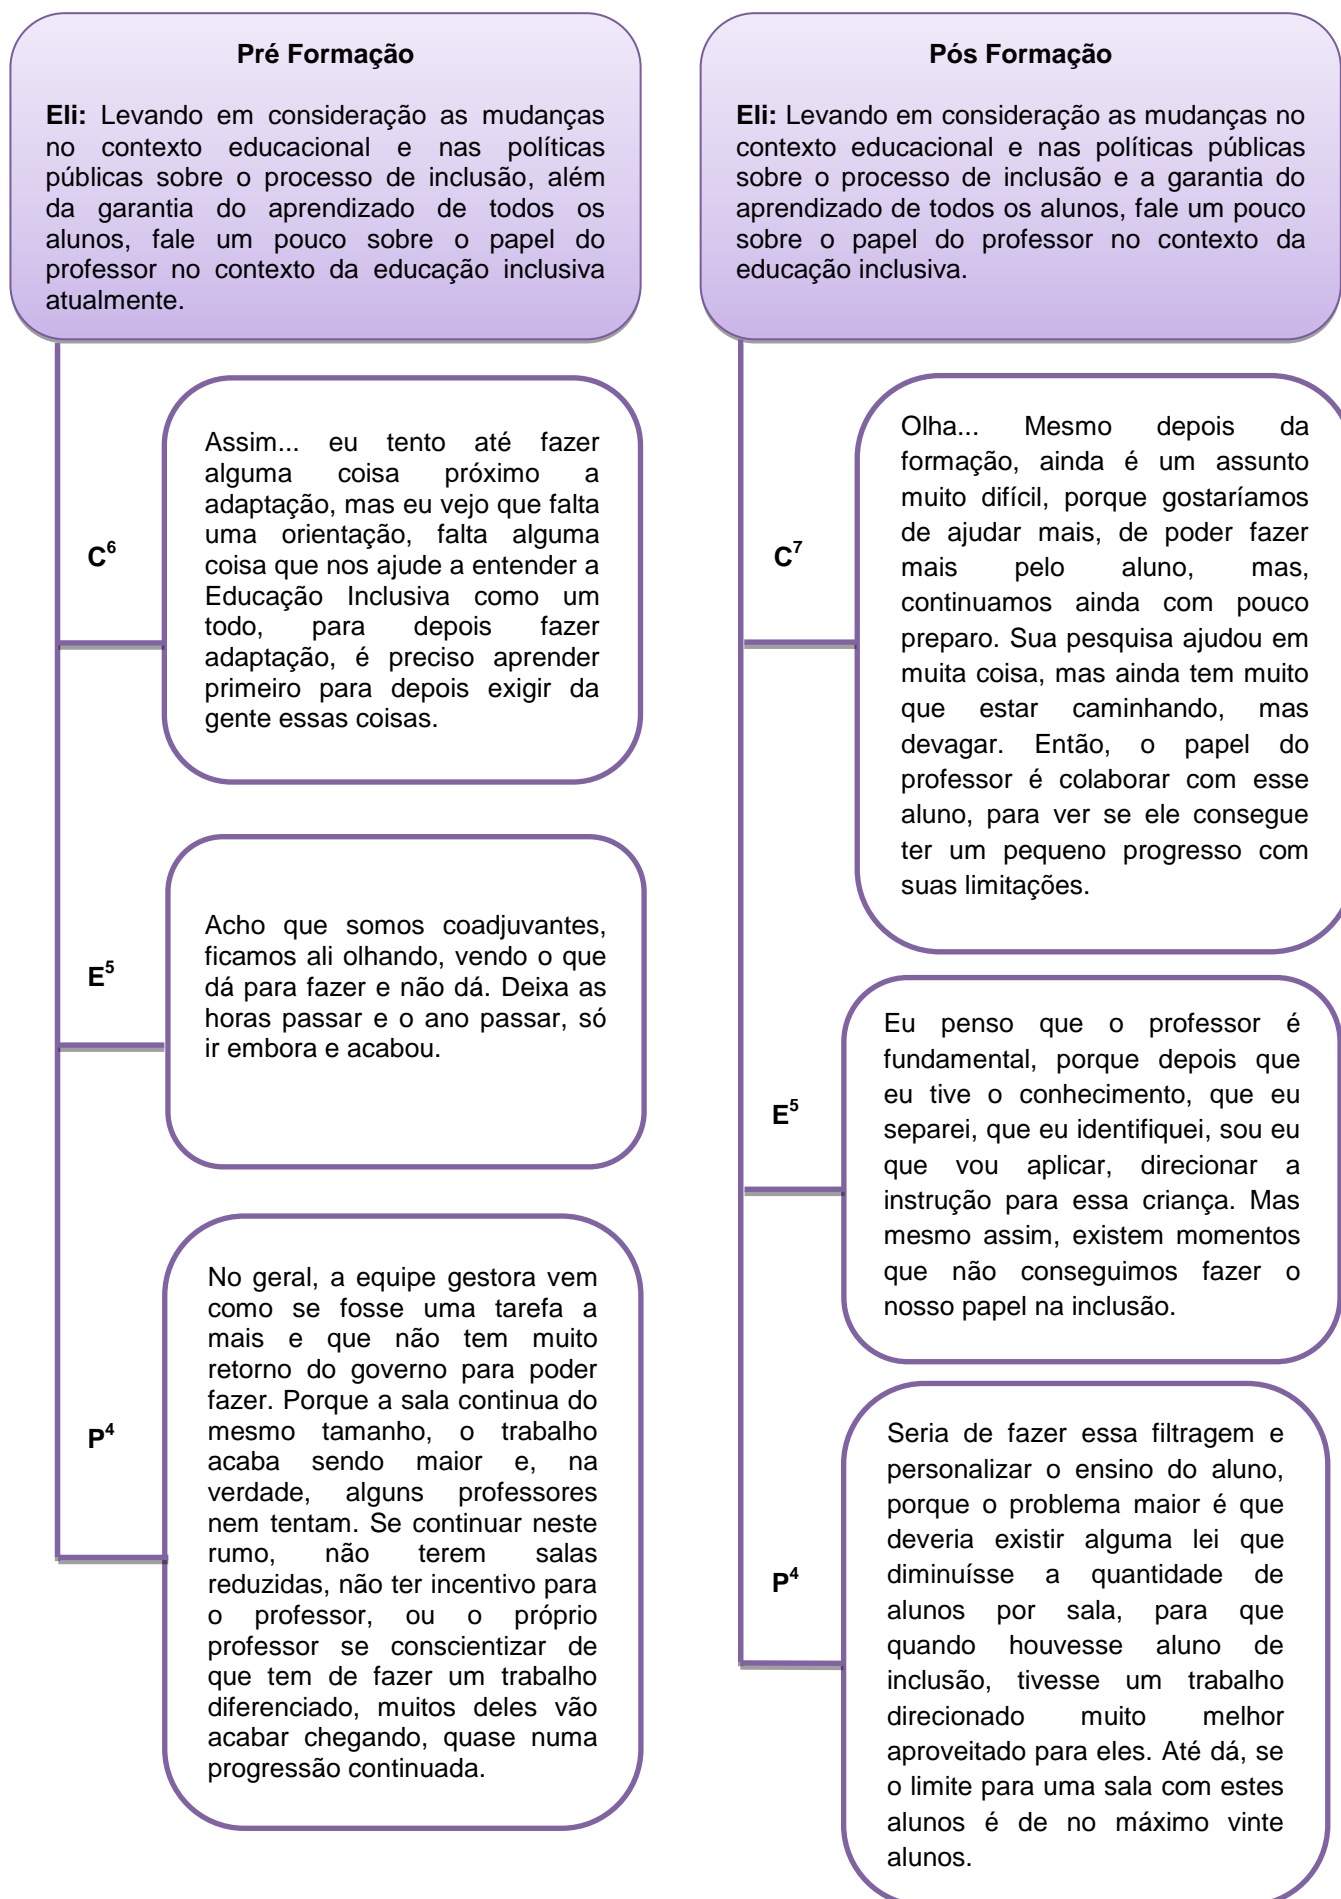 Pré Formação
Eli: Levando em consideração as mudanças
no contexto educacional e nas políticas
públicas sobre o processo de inclusão, além
da garantia do aprendizado de todos os
alunos, fale um pouco sobre o papel do
professor no contexto da educação inclusiva
atualmente.
C⁶
Assim... eu tento até fazer
alguma coisa próximo a
adaptação, mas eu vejo que falta
uma orientação, falta alguma
coisa que nos ajude a entender a
Educação Inclusiva como um
todo, para depois fazer
adaptação, é preciso aprender
primeiro para depois exigir da
gente essas coisas.
E⁵
Acho que somos coadjuvantes,
ficamos ali olhando, vendo o que
dá para fazer e não dá. Deixa as
horas passar e o ano passar, só
ir embora e acabou.
P⁴
No geral, a equipe gestora vem
como se fosse uma tarefa a
mais e que não tem muito
retorno do governo para poder
fazer. Porque a sala continua do
mesmo tamanho, o trabalho
acaba sendo maior e, na
verdade, alguns professores
nem tentam. Se continuar neste
rumo, não terem salas
reduzidas, não ter incentivo para
o professor, ou o próprio
professor se conscientizar de
que tem de fazer um trabalho
diferenciado, muitos deles vão
acabar chegando, quase numa
progressão continuada.
Pós Formação
Eli: Levando em consideração as mudanças no
contexto educacional e nas políticas públicas
sobre o processo de inclusão e a garantia do
aprendizado de todos os alunos, fale um pouco
sobre o papel do professor no contexto da
educação inclusiva.
C⁷
Olha... Mesmo depois da
formação, ainda é um assunto
muito difícil, porque gostaríamos
de ajudar mais, de poder fazer
mais pelo aluno, mas,
continuamos ainda com pouco
preparo. Sua pesquisa ajudou em
muita coisa, mas ainda tem muito
que estar caminhando, mas
devagar. Então, o papel do
professor é colaborar com esse
aluno, para ver se ele consegue
ter um pequeno progresso com
suas limitações.
E⁵
Eu penso que o professor é
fundamental, porque depois que
eu tive o conhecimento, que eu
separei, que eu identifiquei, sou eu
que vou aplicar, direcionar a
instrução para essa criança. Mas
mesmo assim, existem momentos
que não conseguimos fazer o
nosso papel na inclusão.
P⁴
Seria de fazer essa filtragem e
personalizar o ensino do aluno,
porque o problema maior é que
deveria existir alguma lei que
diminuísse a quantidade de
alunos por sala, para que
quando houvesse aluno de
inclusão, tivesse um trabalho
direcionado muito melhor
aproveitado para eles. Até dá, se
o limite para uma sala com estes
alunos é de no máximo vinte
alunos.